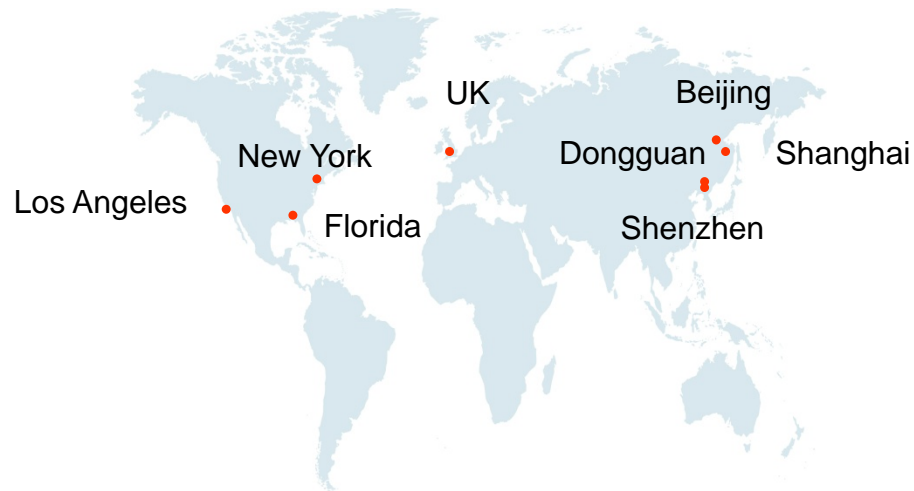 UK
Beijing
New York
Dongguan
Shanghai
Los Angeles
Florida
Shenzhen